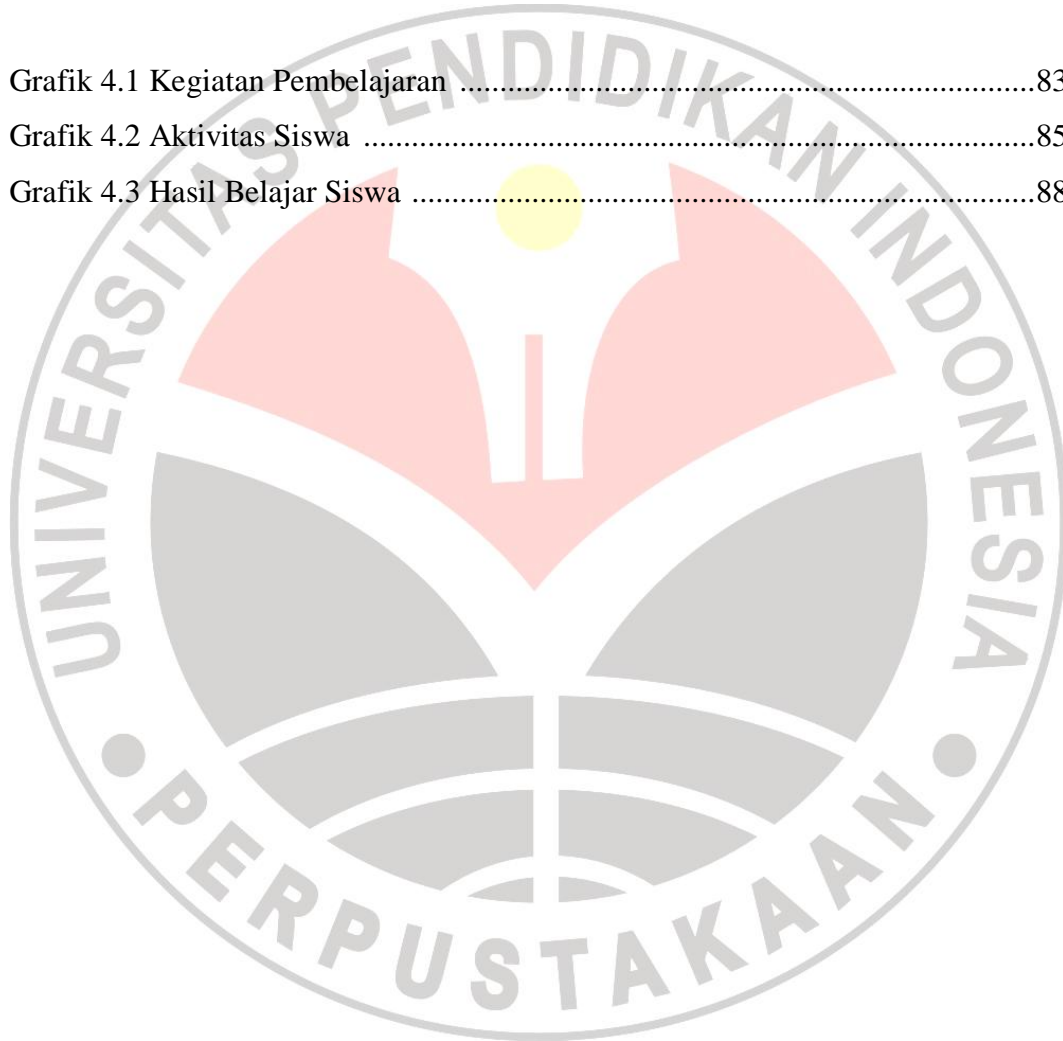 Grafik 4.1 Kegiatan Pembelajaran ........................................................................83
Grafik 4.2 Aktivitas Siswa ....................................................................................85
Grafik 4.3 Hasil Belajar Siswa ..............................................................................88
UNIVERSITAS PENDIDIKAN INDONESIA
PERPUSTAKAAN